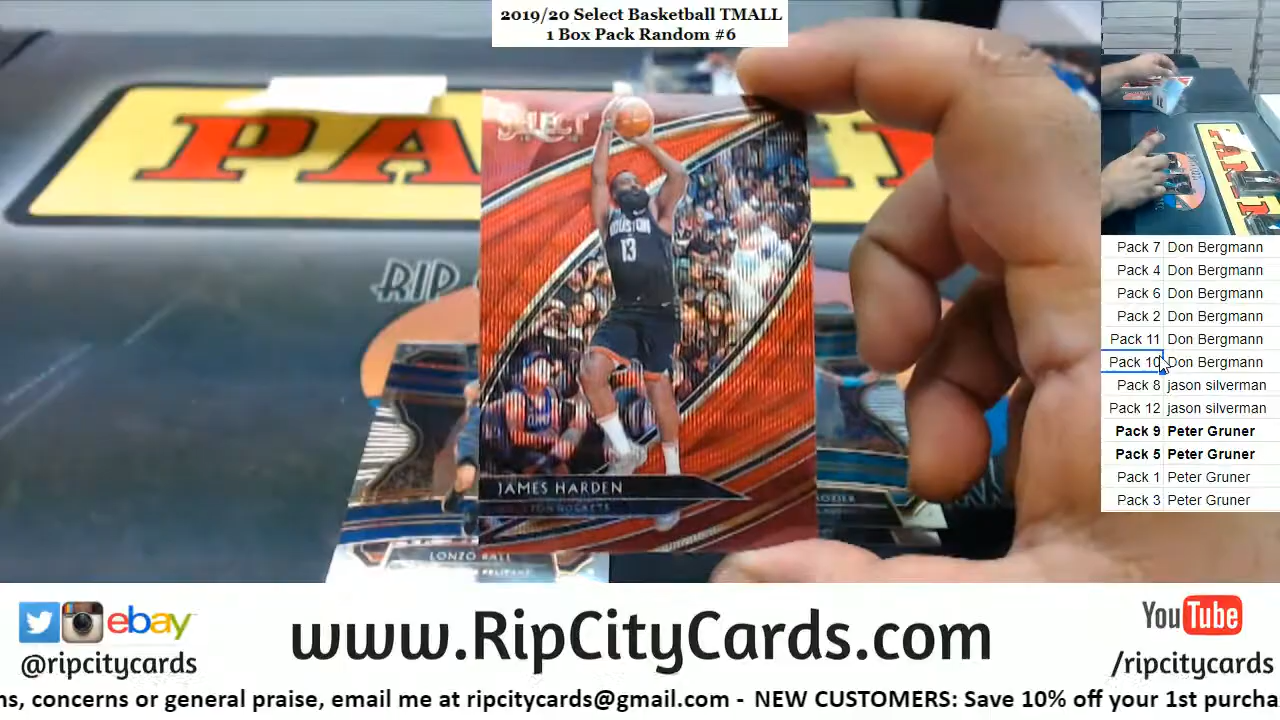 2019/20 Select Basketball TMALL
1 Box Pack Random #6
SELECT
HOUSTON
13
JAMES HARDEN
RIP
LONZO BALL
Pack 7 Don Bergmann
Pack 4 Don Bergmann
Pack 6 Don Bergmann
Pack 2 Don Bergmann
Pack 11 Don Bergmann
Pack 10 Don Bergmann
Pack 8 jason silverman
Pack 12 jason silverman
Pack 9 Peter Gruner
Pack 5 Peter Gruner
Pack 1 Peter Gruner
Pack 3 Peter Gruner
ebay
@ripcitycards
www.RipCityCards.com
YouTube
/ripcitycards
ns, concerns or general praise, email me at ripcitycards@gmail.com - NEW CUSTOMERS: Save 10% off your 1st purcha